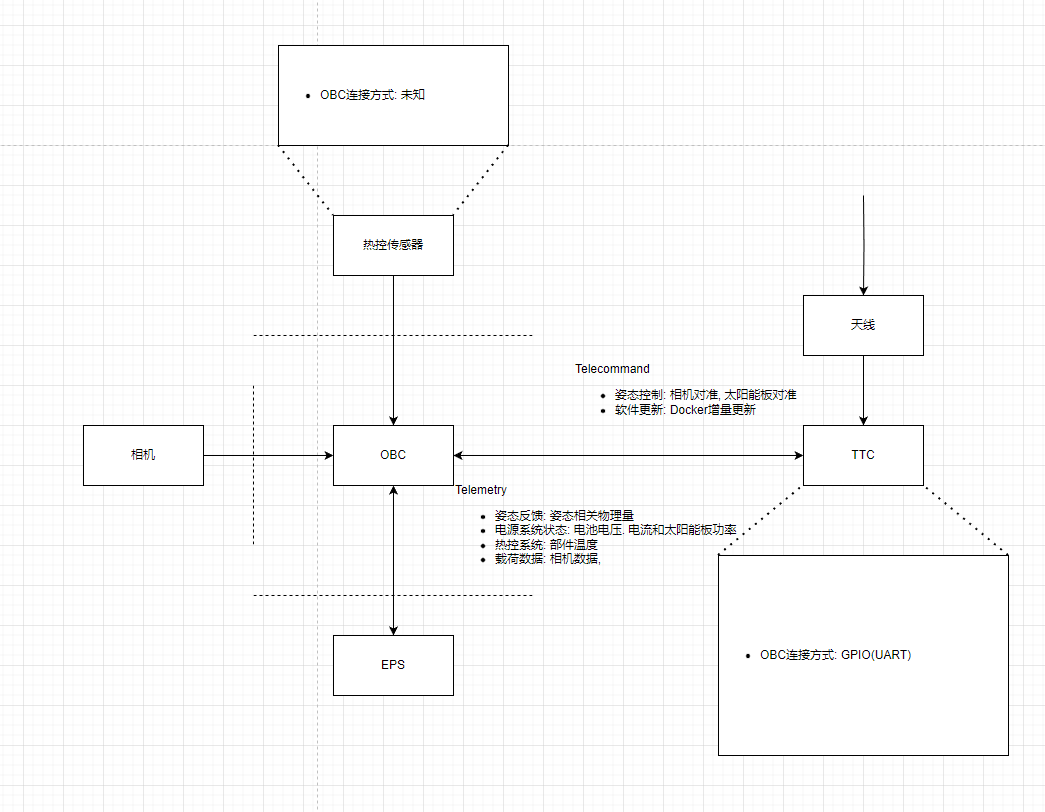 OBC连接方式: 未知
热控传感器
天线
Telecommand
姿态控制: 相机对准, 太阳能板对准
软件更新: Docker增量更新
相机
OBC
TTC
Telemetry
姿态反馈: 姿态相关物理量
电源系统状态: 电池电压. 电流和太阳能板功率
热控系统: 部件温度
载荷数据: 相机数据,
EPS
OBC连接方式: GPIO(UART)